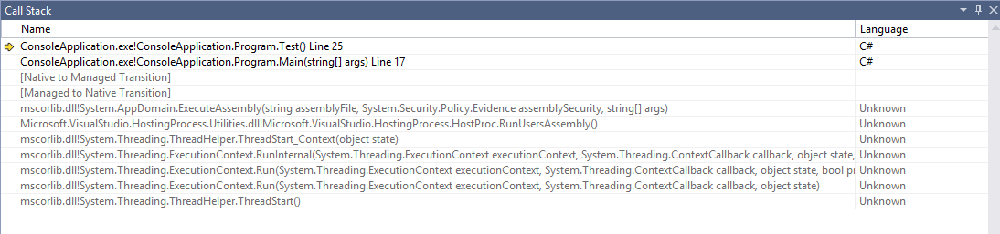 Call Stack
Name Language
ConsoleApplication.exe!ConsoleApplication.Program.Test() Line 25 C#
ConsoleApplication.exe!ConsoleApplication.Program.Main(string[] args) Line 17 C#
[Native to Managed Transition]
[Managed to Native Transition]
mscorlib.dll!System.AppDomain.ExecuteAssembly(string assemblyFile, System.Security.Policy.Evidence assemblySecurity, string[] args) Unknown
Microsoft.VisualStudio.HostingProcess.Utilities.dll!Microsoft.VisualStudio.HostingProcess.HostProc.RunUsersAssembly() Unknown
mscorlib.dll!System.Threading.ThreadHelper.ThreadStart_Context(object state) Unknown
mscorlib.dll!System.Threading.ExecutionContext.RunInternal(System.Threading.ExecutionContext executionContext, System.Threading.ContextCallback callback, object state, Unknown
mscorlib.dll!System.Threading.ExecutionContext.Run(System.Threading.ExecutionContext executionContext, System.Threading.ContextCallback callback, object state, bool pr Unknown
mscorlib.dll!System.Threading.ExecutionContext.Run(System.Threading.ExecutionContext executionContext, System.Threading.ContextCallback callback, object state) Unknown
mscorlib.dll!System.Threading.ThreadHelper.ThreadStart() Unknown